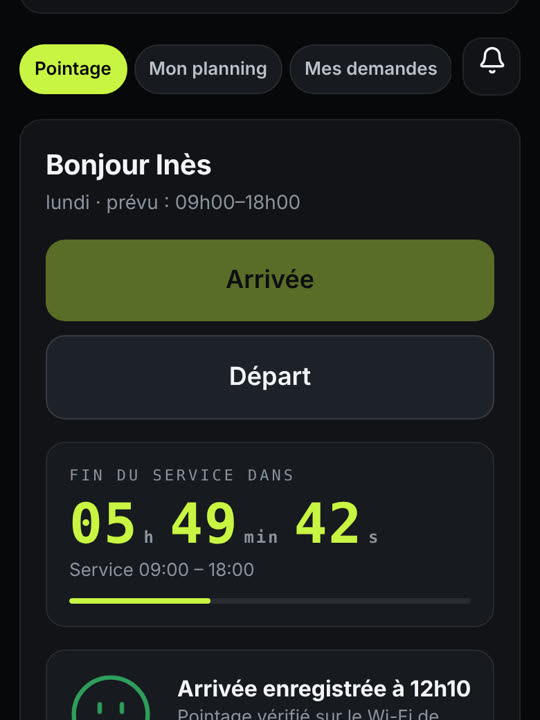 Pointage Mon planning Mes demandes
Bonjour Inès
lundi · prévu : 09h00–18h00
Arrivée
Départ
FIN DU SERVICE DANS
05 h 49 min 42 s
Service 09:00 – 18:00
Arrivée enregistrée à 12h10
Pointage vérifié sur le Wi-Fi de